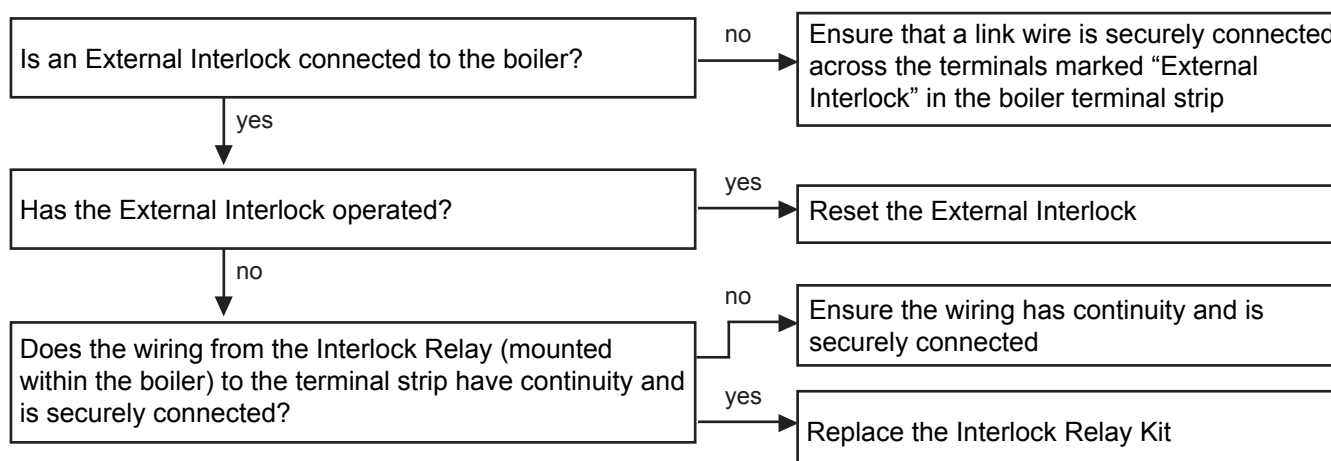 Is an External Interlock connected to the boiler?
no
Ensure that a link wire is securely connected
across the terminals marked “External
Interlock” in the boiler terminal strip
yes
Has the External Interlock operated?
yes
Reset the External Interlock
no
Does the wiring from the Interlock Relay (mounted
within the boiler) to the terminal strip have continuity and
is securely connected?
no
Ensure the wiring has continuity and is
securely connected
yes
Replace the Interlock Relay Kit